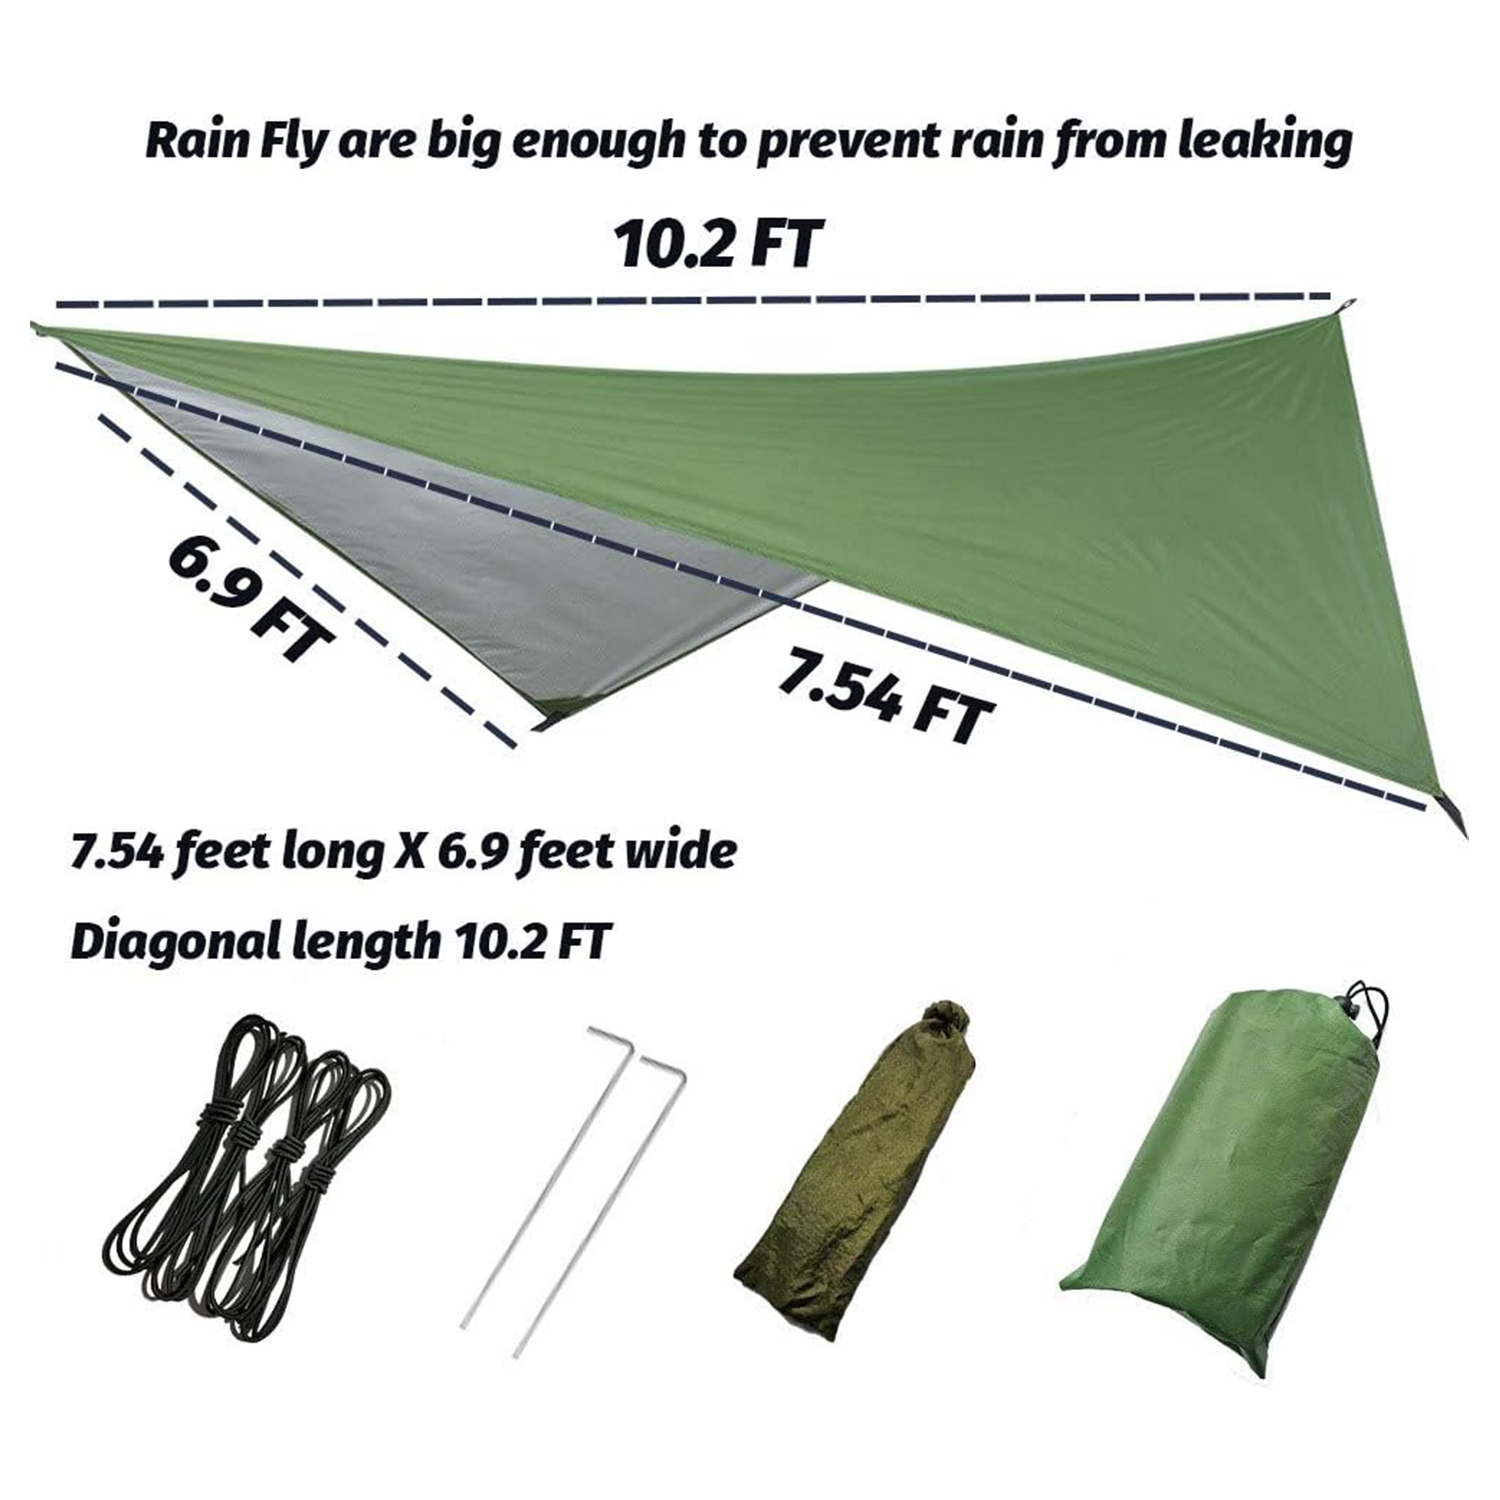 Rain Fly are big enough to prevent rain from leaking
10.2 FT
6.9 FT
7.54 FT
7.54 feet long X 6.9 feet wide
Diagonal length 10.2 FT